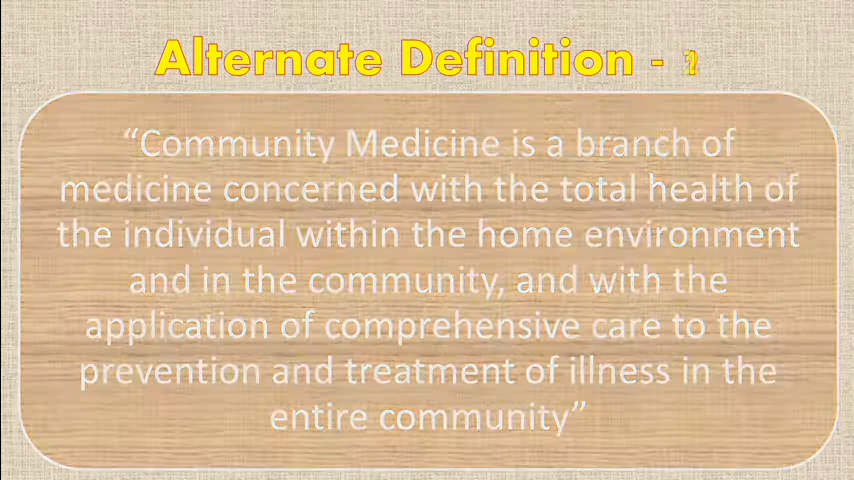 Alternate Definition -
“Community Medicine is a branch of
medicine concerned with the total health of
the individual within the home environment
and in the community, and with the
application of comprehensive care to the
prevention and treatment of illness in the
entire community”